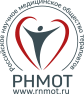 Российское научное медицинское общество терапевтов
РНМОТ
www.rnmot.ru